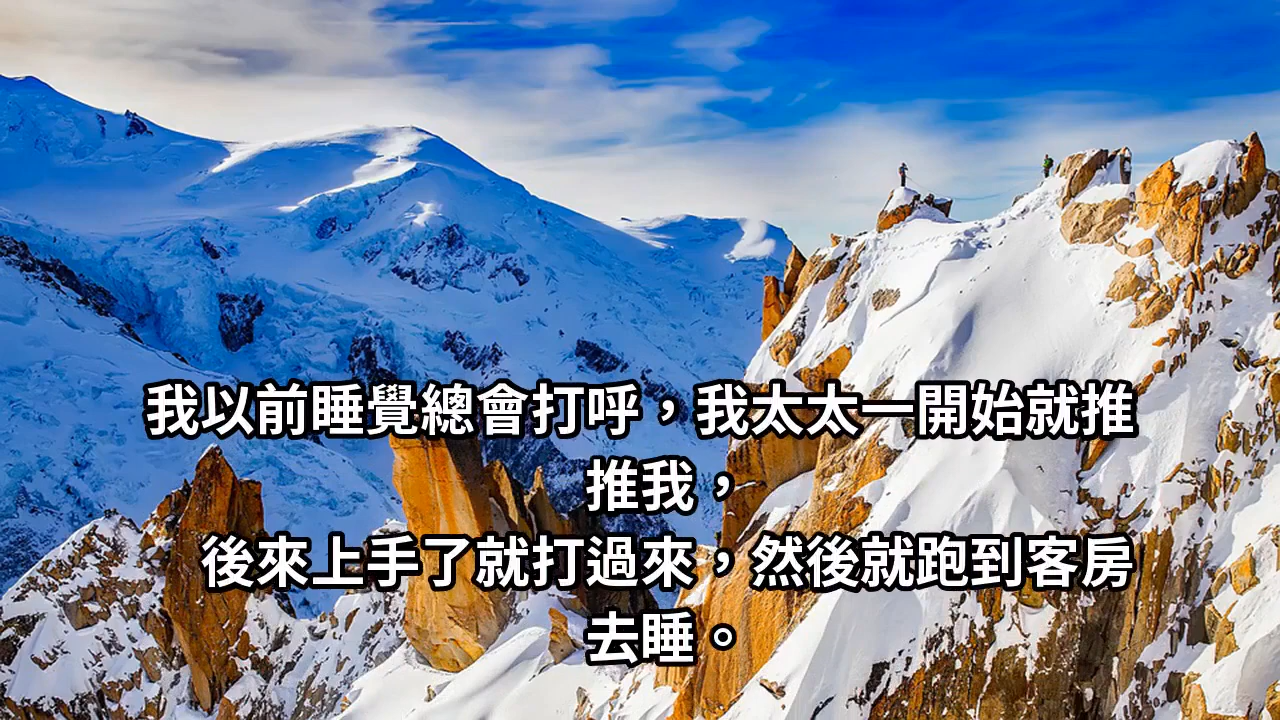 我以前睡覺總會打呼，我太太一開始就推
推我，
後來上手了就打過來，然後就跑到客房
去睡。